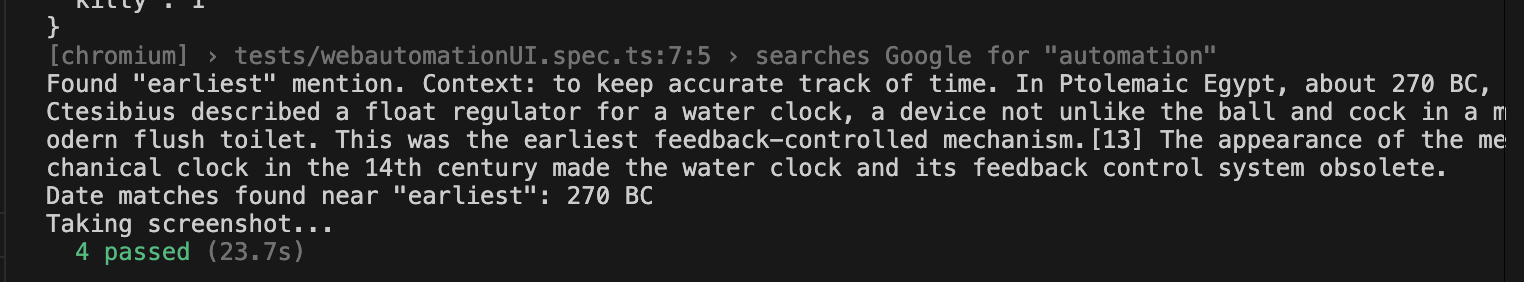 kitty : 1
}
[chromium] › tests/webautomationUI.spec.ts:7:5 › searches Google for "automation"
Found "earliest" mention. Context: to keep accurate track of time. In Ptolemaic Egypt, about 270 BC,
Ctesibius described a float regulator for a water clock, a device not unlike the ball and cock in a m
odern flush toilet. This was the earliest feedback-controlled mechanism.[13] The appearance of the me
chanical clock in the 14th century made the water clock and its feedback control system obsolete.
Date matches found near "earliest": 270 BC
Taking screenshot...
4 passed (23.7s)